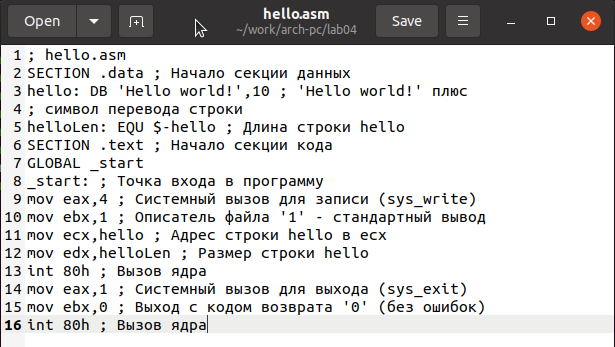 Open
hello.asm
~/work/arch-pc/lab04
Save
1 ; hello.asm
2 SECTION .data ; Начало секции данных
3 hello: DB 'Hello world!',10 ; 'Hello world!' плюс
4 ; символ перевода строки
5 helloLen: EQU $-hello ; Длина строки hello
6 SECTION .text ; Начало секции кода
7 GLOBAL _start
8 _start: ; Точка входа в программу
9 mov eax,4 ; Системный вызов для записи (sys_write)
10 mov ebx,1 ; Описатель файла '1' - стандартный вывод
11 mov ecx,hello ; Адрес строки hello в ecx
12 mov edx,helloLen ; Размер строки hello
13 int 80h ; Вызов ядра
14 mov eax,1 ; Системный вызов для выхода (sys_exit)
15 mov ebx,0 ; Выход с кодом возврата '0' (без ошибок)
16 int 80h ; Вызов ядра